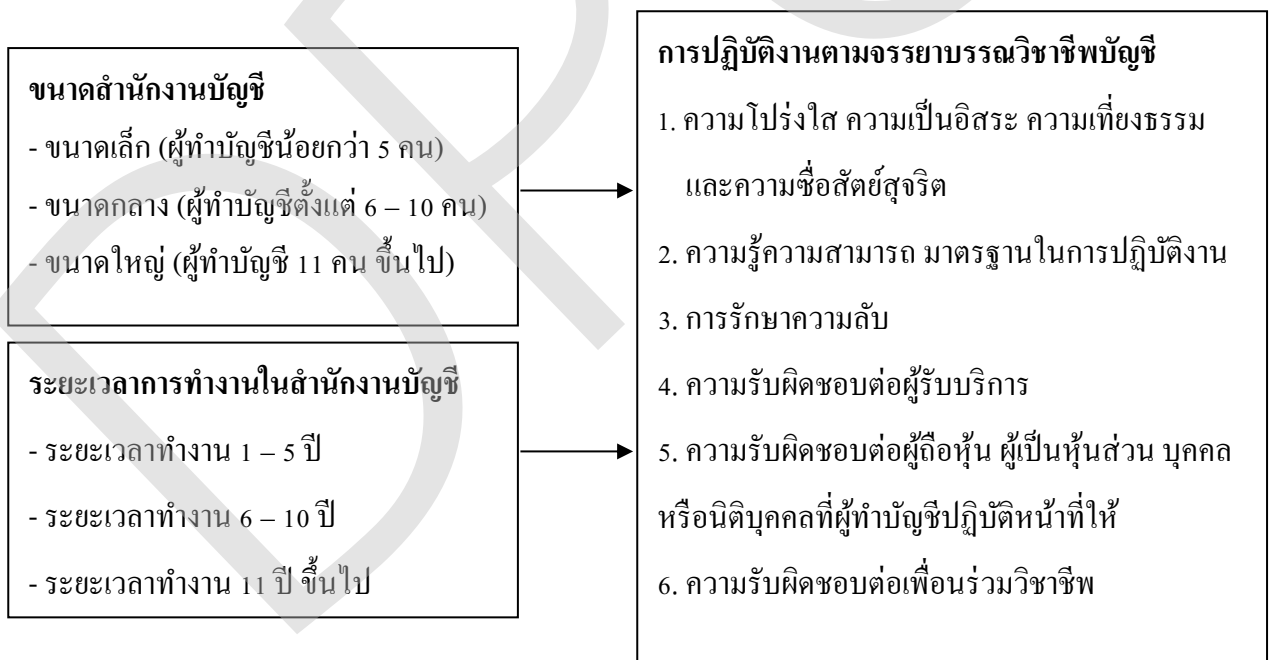 ขนาดสำนักงานบัญชี
- ขนาดเล็ก (ผู้ทำบัญชีน้อยกว่า 5 คน)
- ขนาดกลาง (ผู้ทำบัญชีตั้งแต่ 6 – 10 คน)
- ขนาดใหญ่ (ผู้ทำบัญชี 11 คน ขึ้นไป)
ระยะเวลาการทำงานในสำนักงานบัญชี
- ระยะเวลาทำงาน 1 – 5 ปี
- ระยะเวลาทำงาน 6 – 10 ปี
- ระยะเวลาทำงาน 11 ปี ขึ้นไป
การปฏิบัติงานตามจรรยาบรรณวิชาชีพบัญชี
1. ความโปร่งใส ความเป็นอิสระ ความเที่ยงธรรม
และความซื่อสัตย์สุจริต
2. ความรู้ความสามารถ มาตรฐานในการปฏิบัติงาน
3. การรักษาความลับ
4. ความรับผิดชอบต่อผู้รับบริการ
5. ความรับผิดชอบต่อผู้ถือหุ้น ผู้เป็นหุ้นส่วน บุคคล
หรือนิติบุคคลที่ผู้ทำบัญชีปฏิบัติหน้าที่ให้
6. ความรับผิดชอบต่อเพื่อนร่วมวิชาชีพ